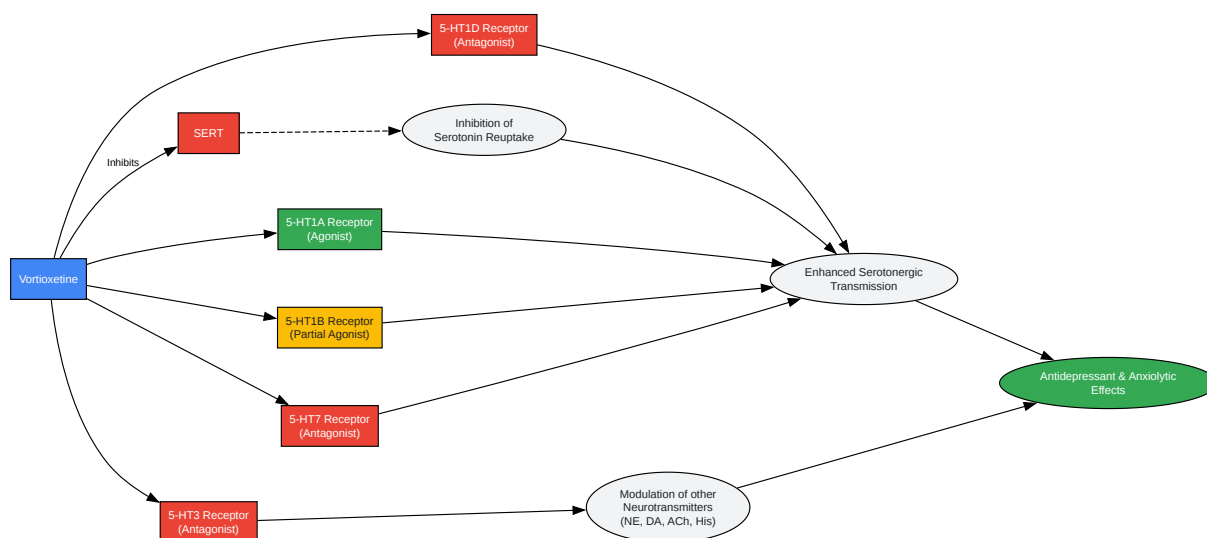 5-HT1D Receptor
(Antagonist)
SERT
Inhibition of
Serotonin Reuptake
Inhibits
5-HT1A Receptor
(Agonist)
Vortioxetine
Enhanced Serotonergic
Transmission
5-HT1B Receptor
(Partial Agonist)
Antidepressant & Anxiolytic
Effects
5-HT7 Receptor
(Antagonist)
5-HT3 Receptor
(Antagonist)
Modulation of other
Neurotransmitters
(NE, DA, ACh, His)